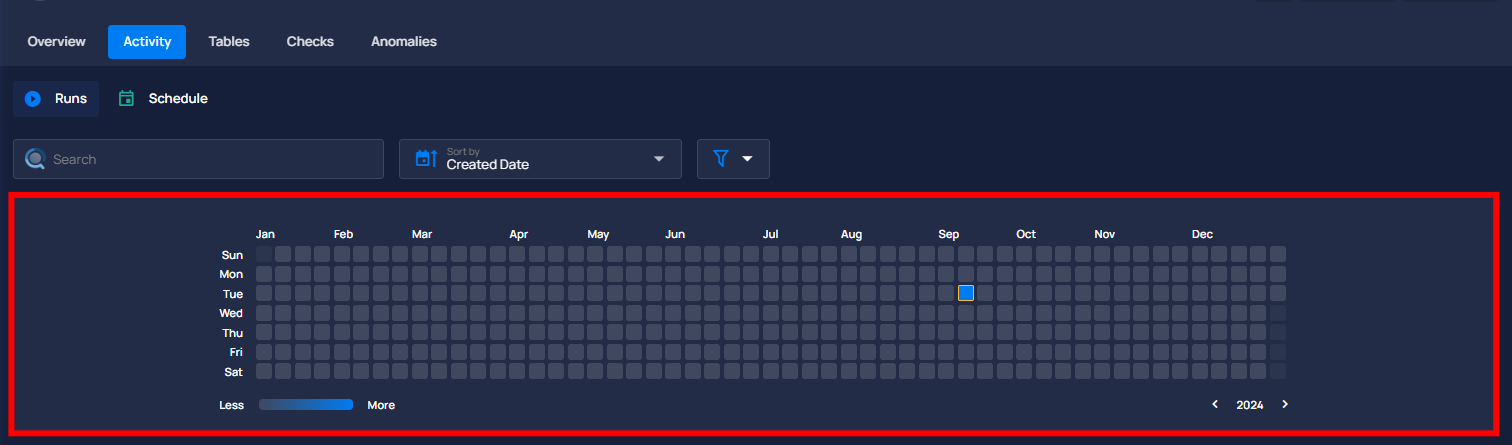 Overview Activity Tables Checks Anomalies
Runs Schedule
Search
Sort by
Created Date
Jan Feb Mar Apr May Jun Jul Aug Sep Oct Nov Dec
Sun
Mon
Tue
Wed
Thu
Fri
Sat
Less More 2024